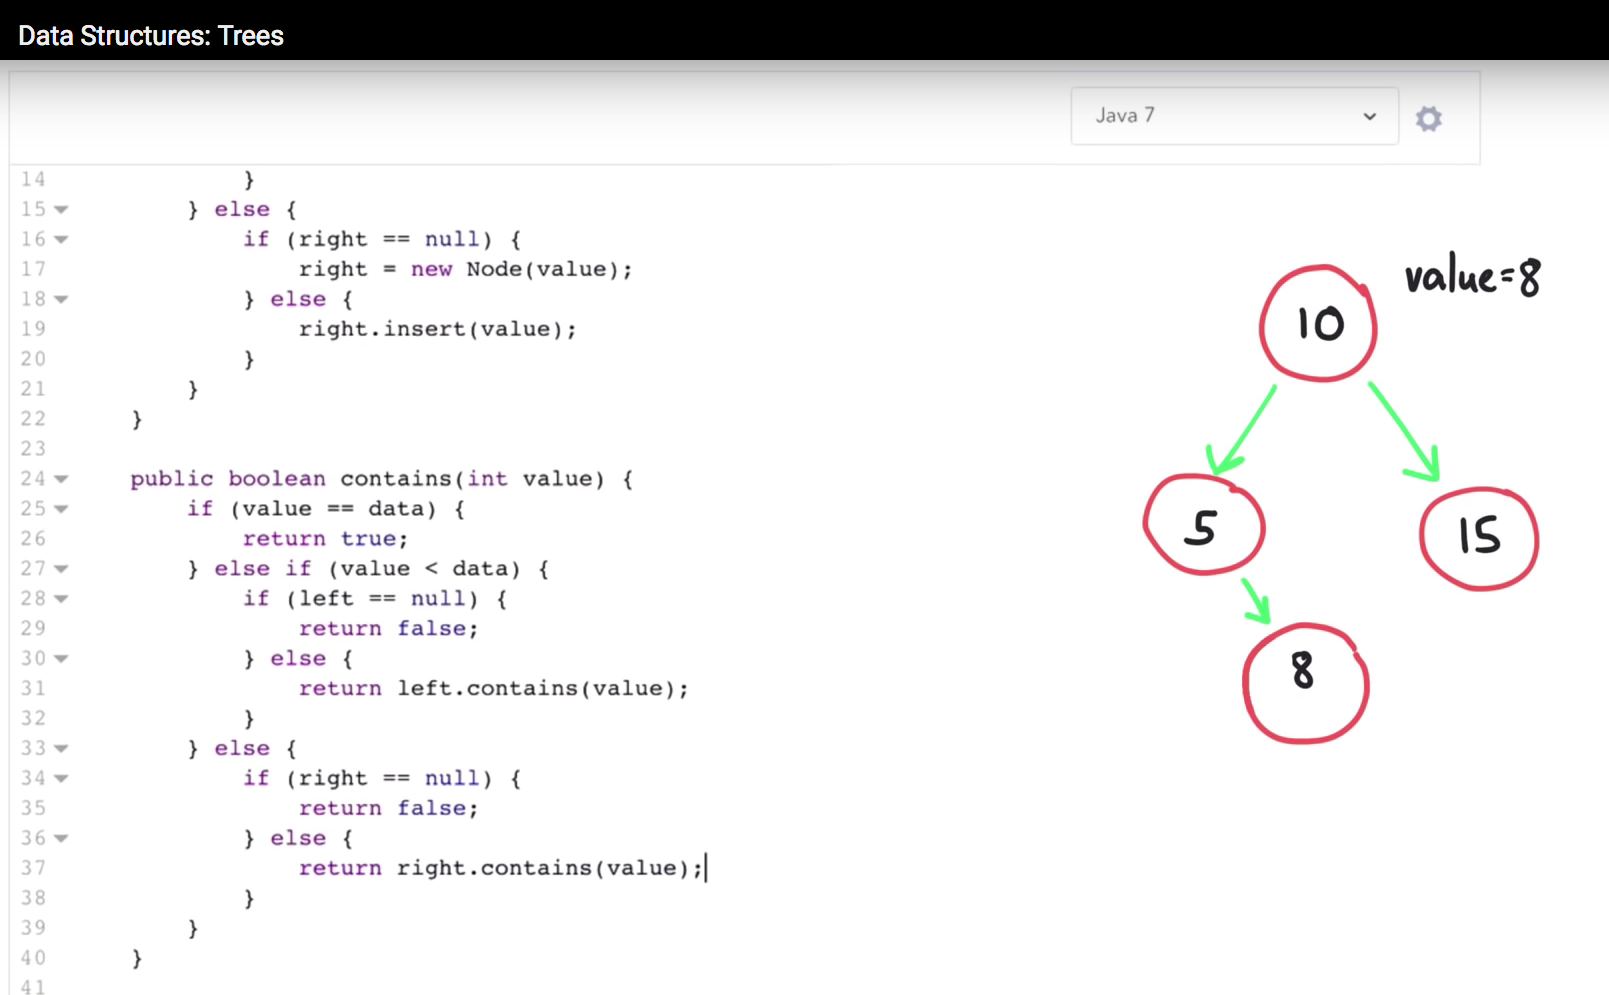 Data Structures: Trees
Java 7
14 }
15 } else {
16 if (right == null) {
17 right = new Node(value);
18 } else {
19 right.insert(value);
20 }
21 }
22 }
23
24 public boolean contains(int value) {
25 if (value == data) {
26 return true;
27 } else if (value < data) {
28 if (left == null) {
29 return false;
30 } else {
31 return left.contains(value);
32 }
33 } else {
34 if (right == null) {
35 return false;
36 } else {
37 return right.contains(value);
38 }
39 }
40 }
41
value=8
10
5
15
8